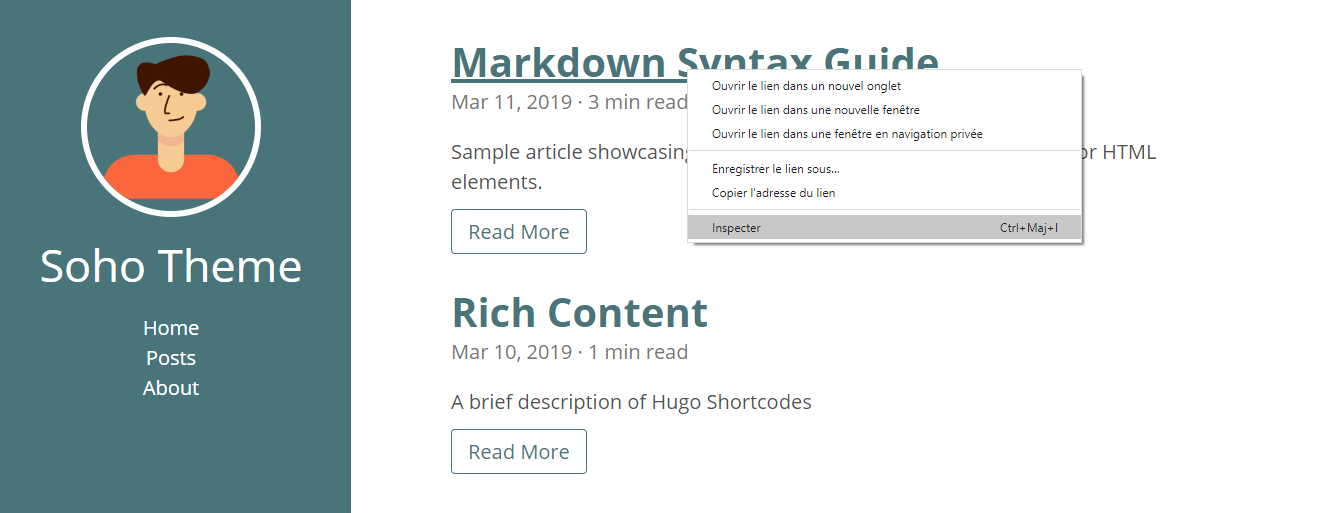 Soho Theme
Home
Posts
About
Markdown Syntax Guide
Mar 11, 2019 · 3 min read
Sample article showcasing
or HTML
elements.
Read More
Ouvrir le lien dans un nouvel onglet
Ouvrir le lien dans une nouvelle fenêtre
Ouvrir le lien dans une fenêtre en navigation privée
Enregistrer le lien sous...
Copier l'adresse du lien
Inspecter Ctrl+Maj+I
Rich Content
Mar 10, 2019 · 1 min read
A brief description of Hugo Shortcodes
Read More